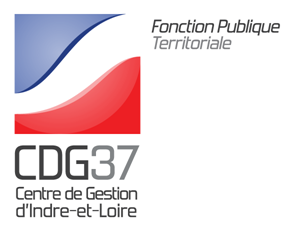 Fonction Publique
Territoriale
CDG37
Centre de Gestion
d'Indre-et-Loire